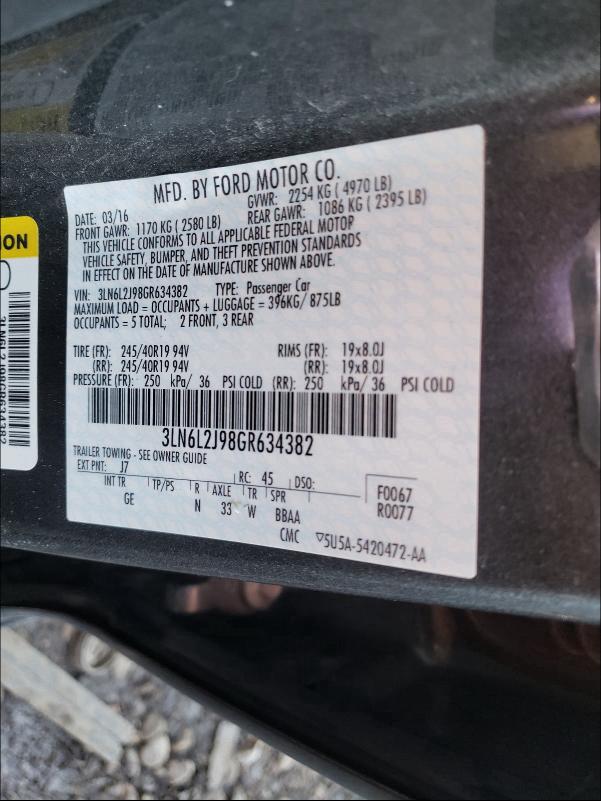 MFD. BY FORD MOTOR CO.
DATE: 03/16 GVWR: 2254 KG ( 4970 LB)
FRONT GAWR: 1170 KG ( 2580 LB) REAR GAWR: 1086 KG ( 2395 LB)
THIS VEHICLE CONFORMS TO ALL APPLICABLE FEDERAL MOTOR
VEHICLE SAFETY, BUMPER, AND THEFT PREVENTION STANDARDS
IN EFFECT ON THE DATE OF MANUFACTURE SHOWN ABOVE.
VIN: 3LN6L2J98GR634382 TYPE: Passenger Car
MAXIMUM LOAD = OCCUPANTS + LUGGAGE = 396KG/ 875LB
OCCUPANTS = 5 TOTAL; 2 FRONT, 3 REAR
TIRE (FR): 245/40R19 94V RIMS (FR): 19x8.0J
(RR): 245/40R19 94V (RR): 19x8.0J
PRESSURE (FR): 250 kPa/ 36 PSI COLD (RR): 250 kPa/ 36 PSI COLD
3LN6L2J98GR634382
TRAILER TOWING - SEE OWNER GUIDE
EXT PNT: J7 RC: 45 DSO:
INT TR TP/PS R AXLE TR SPR F0067
GE N 33 W BBAA R0077
CMC ▽5U5A-5420472-AA
ON
3LN6L2J98GR634382